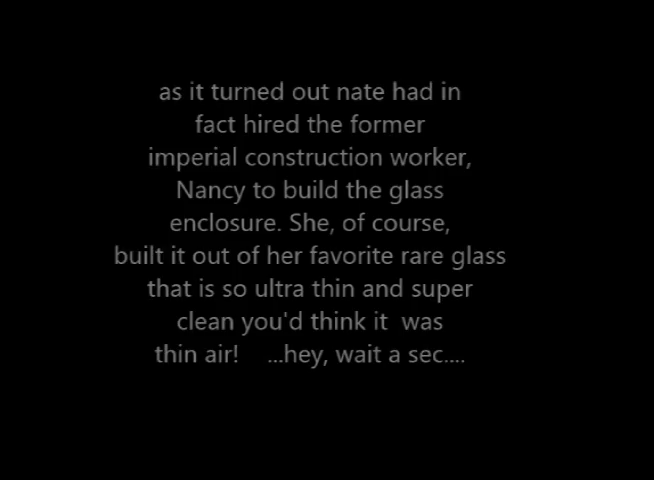 as it turned out nate had in
fact hired the former
imperial construction worker,
Nancy to build the glass
enclosure. She, of course,
built it out of her favorite rare glass
that is so ultra thin and super
clean you'd think it  was
thin air!    ...hey, wait a sec....